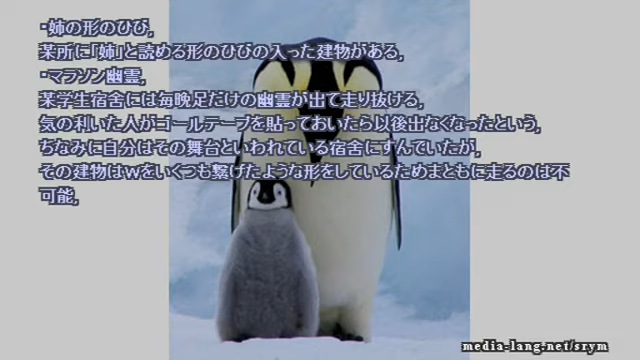 ・姉の形のひび,
某所に「姉」と読める形のひびの入った建物がある,
・マラソン幽霊,
某学生宿舎には毎晩足だけの幽霊が出て走り抜ける,
気の利いた人がゴールテープを貼っておいたら以後出なくなったという,
ちなみに自分はその舞台といわれている宿舎にすんでいたが,
その建物はwをいくつも繋げたような形をしているためまともに走るのは不
可能,
media-lang.net/srym